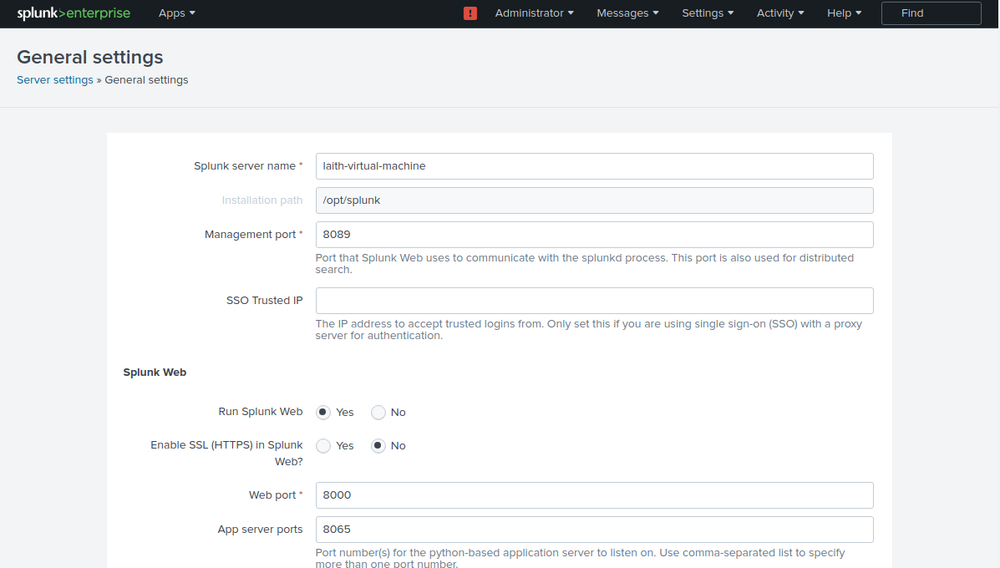 splunk>enterprise Apps ! Administrator Messages Settings Activity Help Find
General settings
Server settings » General settings
Splunk server name * laith-virtual-machine
Installation path /opt/splunk
Management port * 8089
Port that Splunk Web uses to communicate with the splunkd process. This port is also used for distributed
search.
SSO Trusted IP
The IP address to accept trusted logins from. Only set this if you are using single sign-on (SSO) with a proxy
server for authentication.
Splunk Web
Run Splunk Web Yes No
Enable SSL (HTTPS) in Splunk Yes No
Web?
Web port * 8000
App server ports 8065
Port number(s) for the python-based application server to listen on. Use comma-separated list to specify
more than one port number.